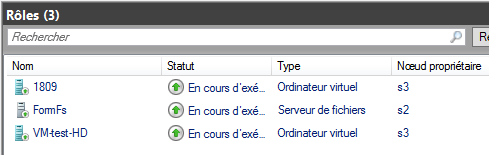 Rôles (3)
Rechercher
Nom Statut Type Nœud propriétaire
1809 En cours d'exé... Ordinateur virtuel s3
FormFs En cours d'exé... Serveur de fichiers s2
VM-test-HD En cours d'exé... Ordinateur virtuel s3